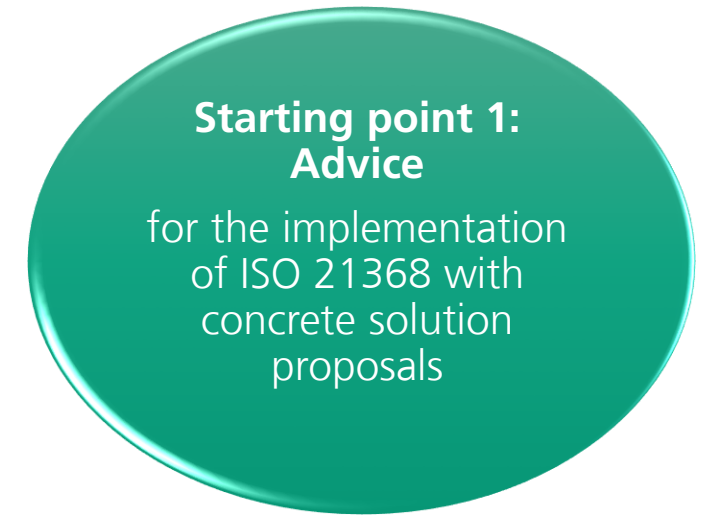 Starting point 1:
Advice
for the implementation
of ISO 21368 with
concrete solution
proposals